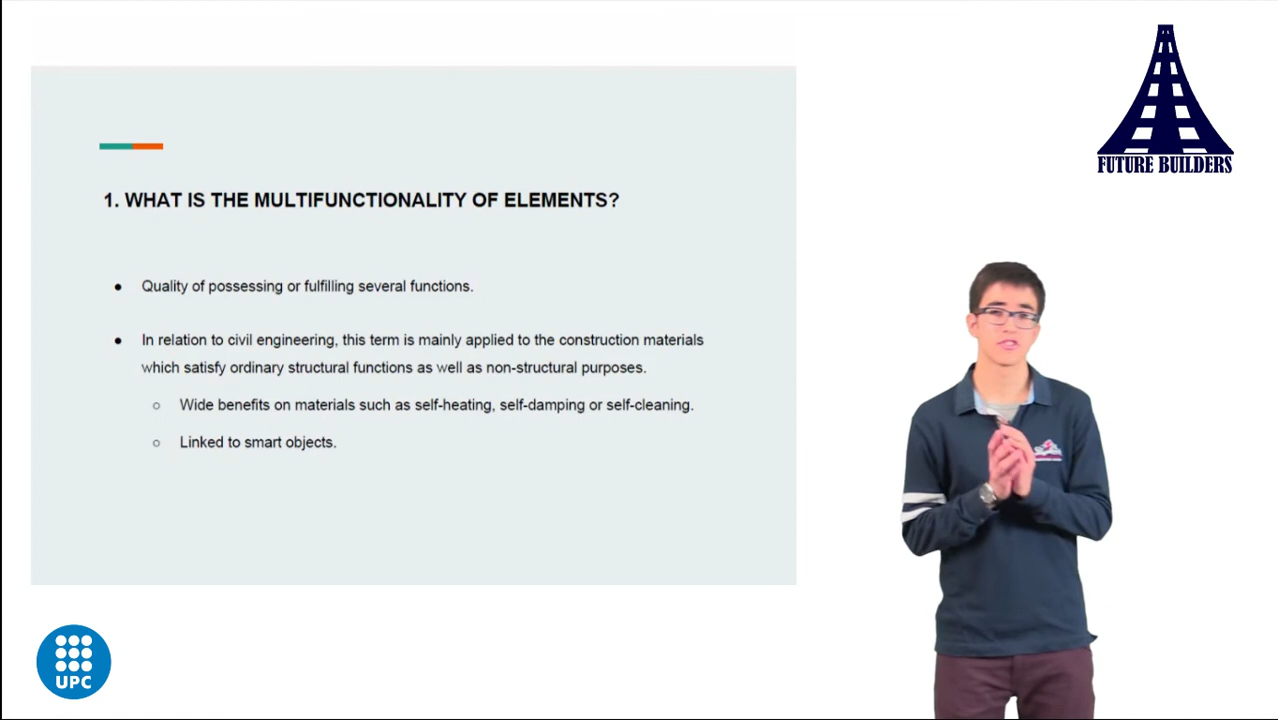 FUTURE BUILDERS
1. WHAT IS THE MULTIFUNCTIONALITY OF ELEMENTS?
● Quality of possessing or fulfilling several functions.
● In relation to civil engineering, this term is mainly applied to the construction materials
which satisfy ordinary structural functions as well as non-structural purposes.
○ Wide benefits on materials such as self-heating, self-damping or self-cleaning.
○ Linked to smart objects.
UPC